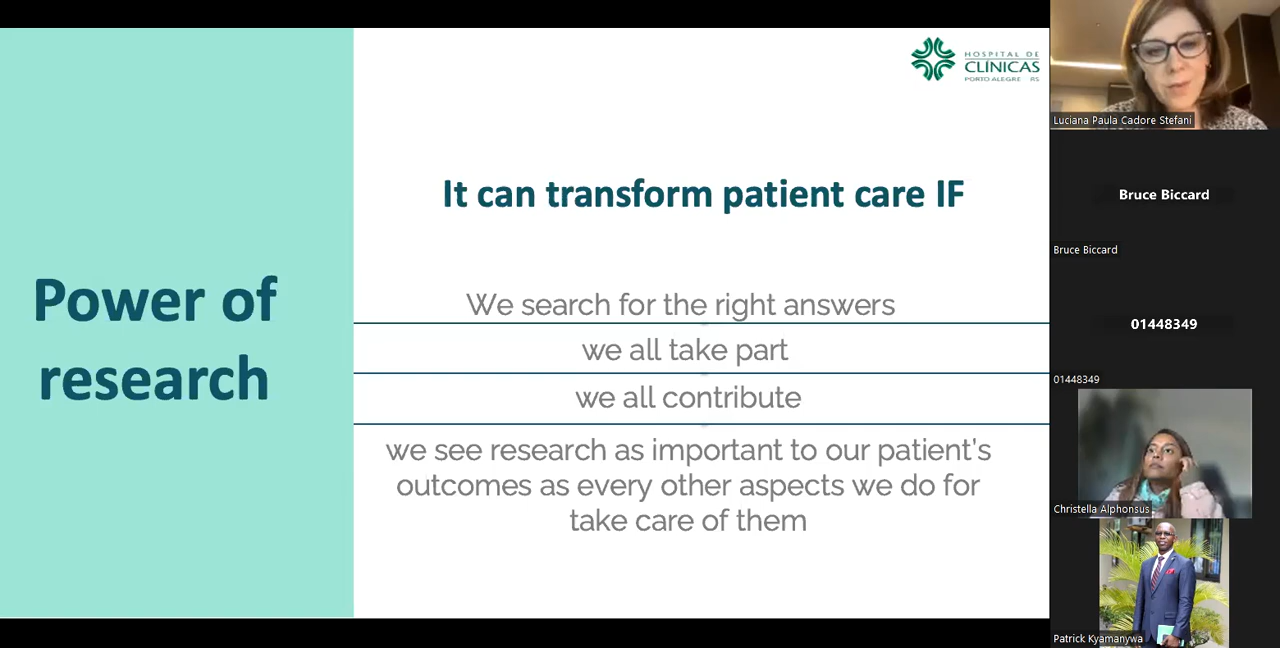 Power of
research
HOSPITAL DE
CLÍNICAS
PORTO ALEGRE RS
It can transform patient care IF
We search for the right answers
we all take part
we all contribute
we see research as important to our patient's
outcomes as every other aspects we do for
take care of them
Luciana Paula Cadore Stefani
Bruce Biccard
Bruce Biccard
01448349
01448349
Christella Alphonsus
Patrick Kyamanywa